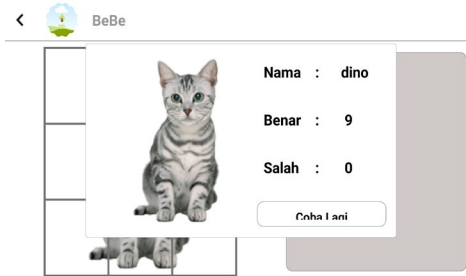 BeBe
Nama : dino
Benar : 9
Salah : 0
Coba Lagi